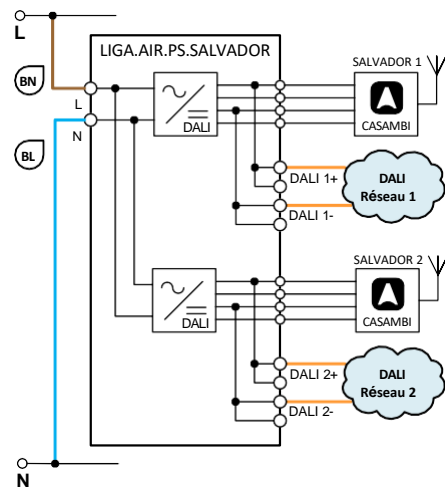 L
LIGA.AIR.PS.SALVADOR
SALVADOR 1
BN
L
DALI
CASAMBI
N
BL
DALI 1+
DALI
Réseau 1
DALI 1-
SALVADOR 2
DALI
CASAMBI
DALI 2+
DALI
Réseau 2
DALI 2-
N